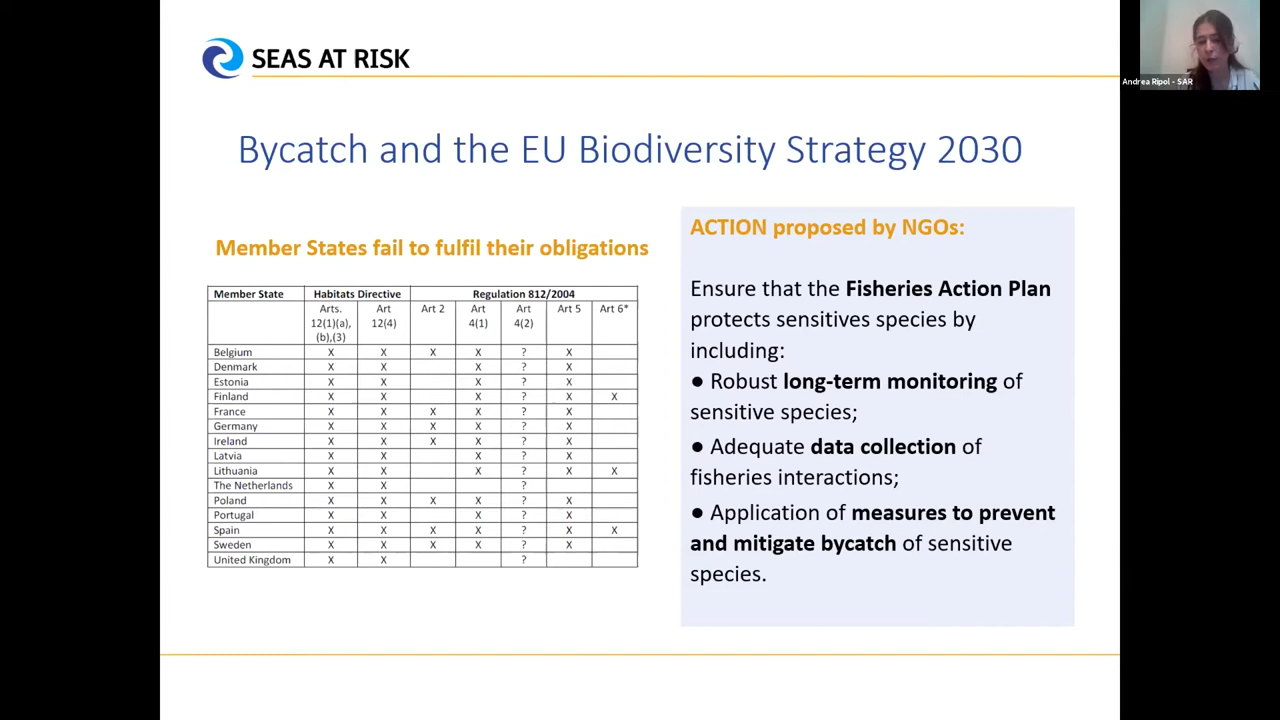 SEAS AT RISK
Andrea Ripol - SAR
Bycatch and the EU Biodiversity Strategy 2030
Member States fail to fulfil their obligations
Member State Habitats Directive Regulation 812/2004
Arts. 12(1)(a), (b),(3) Art 12(4) Art 2 Art 4(1) Art 4(2) Art 5 Art 6*
Belgium X X X X ? X
Denmark X X X ? X
Estonia X X X ? X
Finland X X X ? X X
France X X X X ? X
Germany X X X X ? X
Ireland X X X X ? X
Latvia X X X ? X
Lithuania X X X ? X X
The Netherlands X X ?
Poland X X X X ? X
Portugal X X X ? X
Spain X X X X ? X X
Sweden X X X X ? X
United Kingdom X X ?
ACTION proposed by NGOs:
Ensure that the Fisheries Action Plan
protects sensitives species by
including:
● Robust long-term monitoring of
sensitive species;
● Adequate data collection of
fisheries interactions;
● Application of measures to prevent
and mitigate bycatch of sensitive
species.